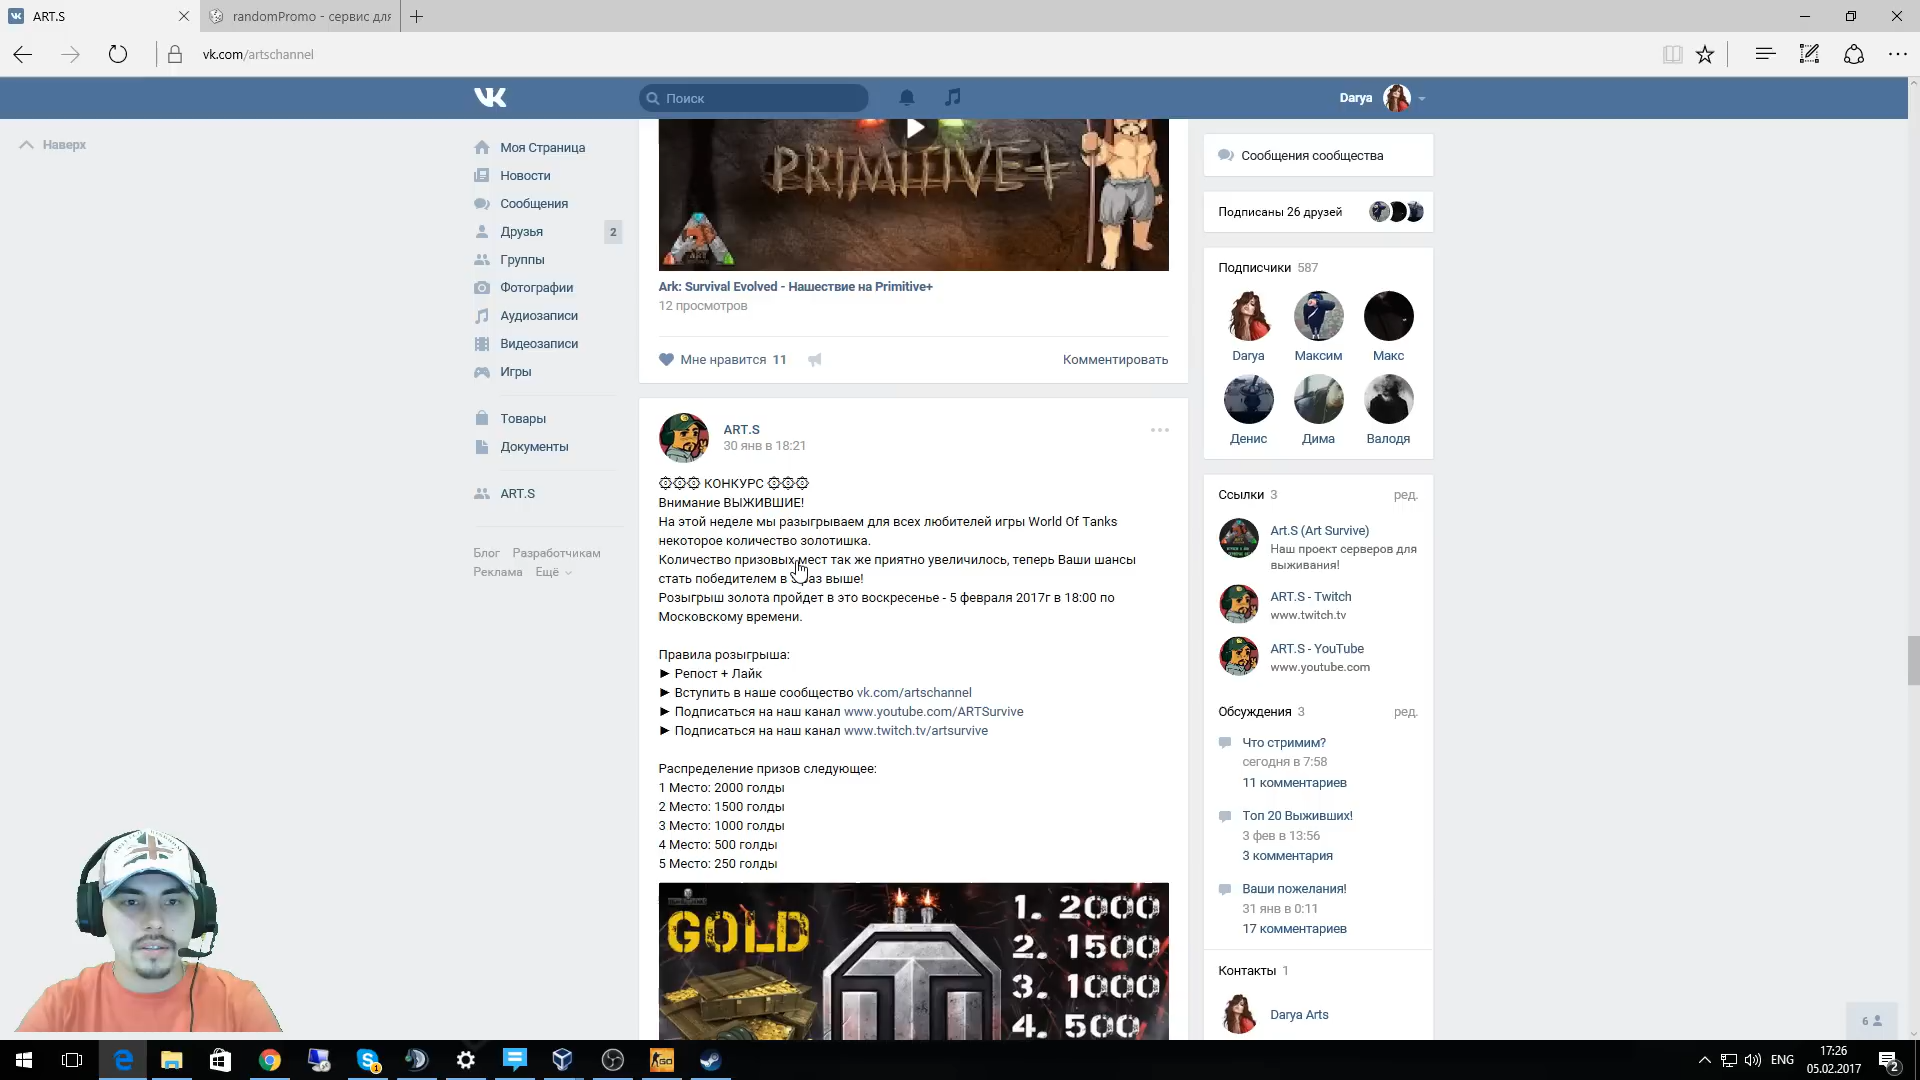 ART.S
randomPromo - сервис для
vk.com/artschannel
Поиск
Darya
Наверх
Моя Страница
Новости
Сообщения
Друзья
2
Группы
Фотографии
Аудиозаписи
Видеозаписи
Игры
Товары
Документы
ART.S
Блог Разработчикам
Реклама Ещё
PRIMITIVE+
Ark: Survival Evolved - Нашествие на Primitive+
12 просмотров
Мне нравится 11
Комментировать
ART.S
30 янв в 18:21
КОНКУРС
Внимание ВЫЖИВШИЕ!
На этой неделе мы разыгрываем для всех любителей игры World Of Tanks
некоторое количество золотишка.
Количество призовых мест так же приятно увеличилось, теперь Ваши шансы
стать победителем в раз выше!
Розыгрыш золота пройдет в это воскресенье - 5 февраля 2017г в 18:00 по
Московскому времени.
Правила розыгрыша:
► Репост + Лайк
► Вступить в наше сообщество vk.com/artschannel
► Подписаться на наш канал www.youtube.com/ARTSurvive
► Подписаться на наш канал www.twitch.tv/artsurvive
Распределение призов следующее:
1 Место: 2000 голды
2 Место: 1500 голды
3 Место: 1000 голды
4 Место: 500 голды
5 Место: 250 голды
GOLD
1. 2000
2. 1500
3. 1000
4. 500
Сообщения сообщества
Подписаны 26 друзей
Подписчики 587
Darya
Максим
Макс
Денис
Дима
Валодя
Ссылки 3
ред.
Art.S (Art Survive)
Наш проект серверов для
выживания!
ART.S - Twitch
www.twitch.tv
ART.S - YouTube
www.youtube.com
Обсуждения 3
ред.
Что стримим?
сегодня в 7:58
11 комментариев
Топ 20 Выживших!
3 фев в 13:56
3 комментария
Ваши пожелания!
31 янв в 0:11
17 комментариев
Контакты 1
Darya Arts
6
ENG
17:26
05.02.2017
2